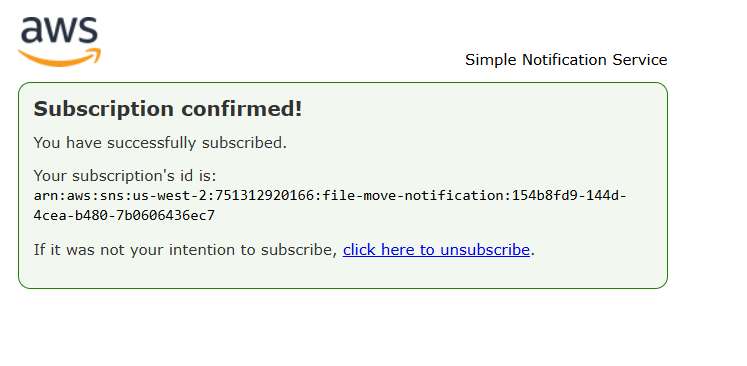 aws
Simple Notification Service
Subscription confirmed!
You have successfully subscribed.
Your subscription's id is:
arn:aws:sns:us-west-2:751312920166:file-move-notification:154b8fd9-144d-
4cea-b480-7b0606436ec7
If it was not your intention to subscribe, click here to unsubscribe.